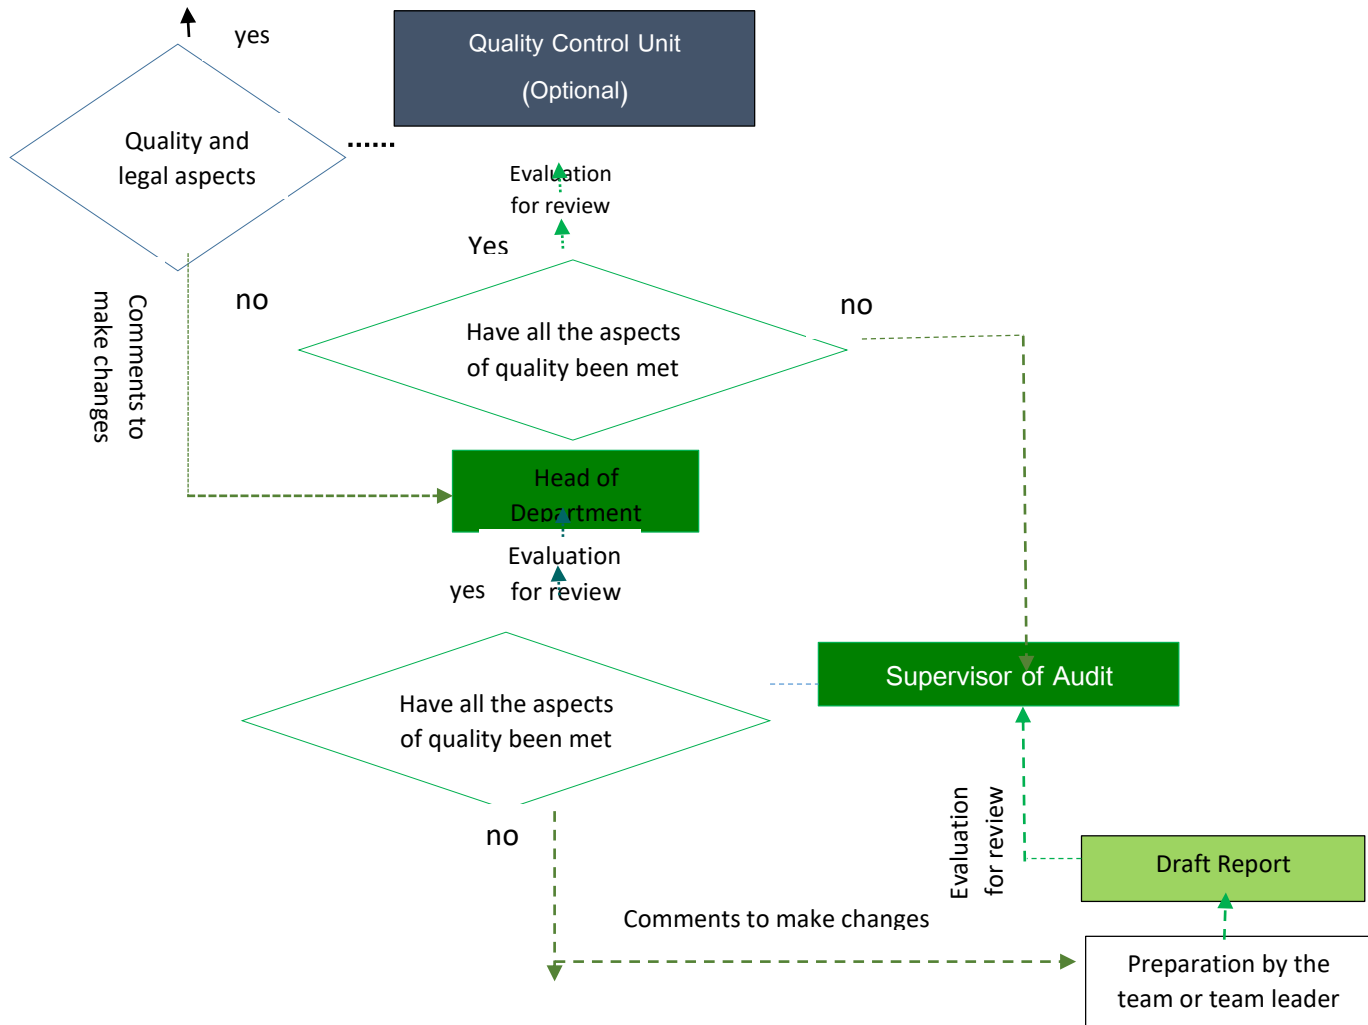 yes
Quality Control Unit
(Optional)
Quality and
legal aspects
Evaluation
for review
Yes
no
no
Comments to
make changes
Have all the aspects
of quality been met
Head of
Department
Evaluation
for review
yes
Supervisor of Audit
Have all the aspects
of quality been met
no
Evaluation
for review
Draft Report
Comments to make changes
Preparation by the
team or team leader